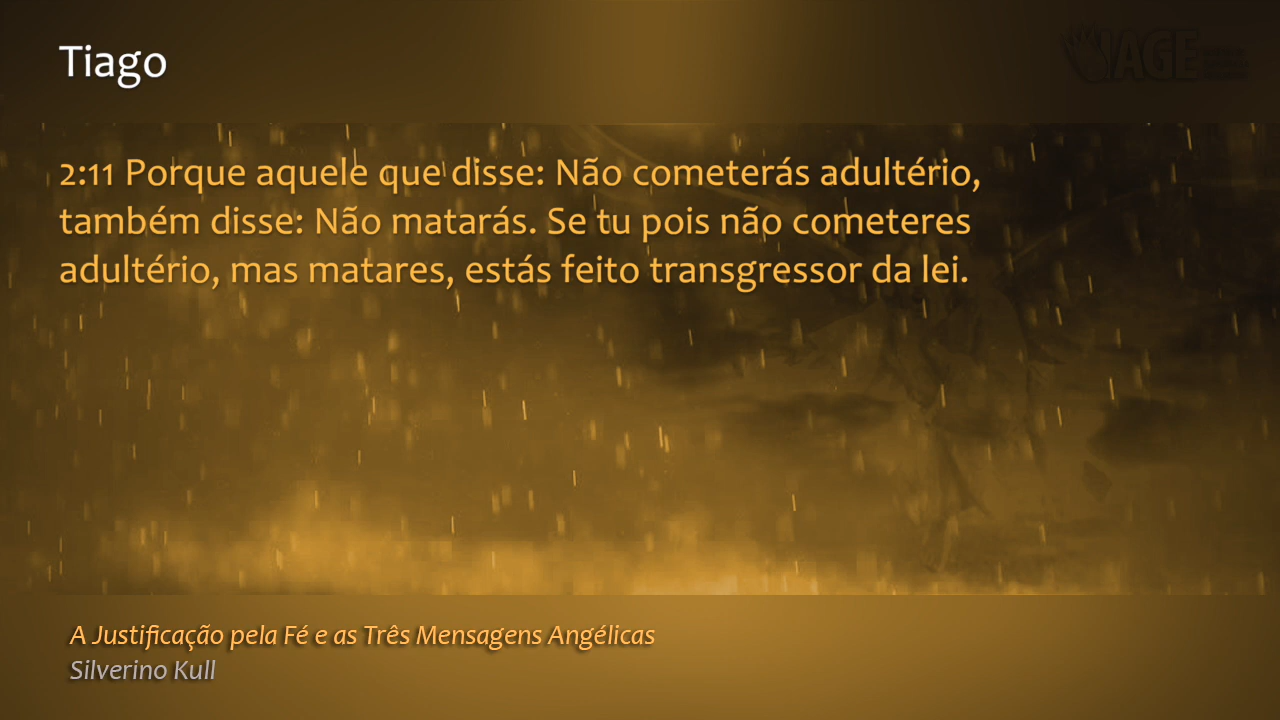 Tiago
IAGE
2:11 Porque aquele que disse: Não cometerás adultério,
também disse: Não matarás. Se tu pois não cometeres
adultério, mas matares, estás feito transgressor da lei.
A Justificação pela Fé e as Três Mensagens Angélicas
Silverino Kull